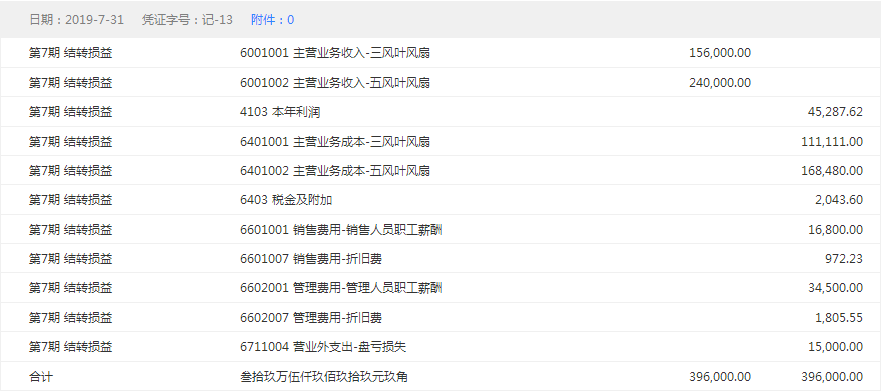 日期：2019-7-31 凭证字号：记-13 附件：0
第7期 结转损益 6001001 主营业务收入-三风叶风扇 156,000.00
第7期 结转损益 6001002 主营业务收入-五风叶风扇 240,000.00
第7期 结转损益 4103 本年利润 45,287.62
第7期 结转损益 6401001 主营业务成本-三风叶风扇 111,111.00
第7期 结转损益 6401002 主营业务成本-五风叶风扇 168,480.00
第7期 结转损益 6403 税金及附加 2,043.60
第7期 结转损益 6601001 销售费用-销售人员职工薪酬 16,800.00
第7期 结转损益 6601007 销售费用-折旧费 972.23
第7期 结转损益 6602001 管理费用-管理人员职工薪酬 34,500.00
第7期 结转损益 6602007 管理费用-折旧费 1,805.55
第7期 结转损益 6711004 营业外支出-盘亏损失 15,000.00
合计 叁拾玖万伍仟玖佰玖拾玖元玖角 396,000.00 396,000.00